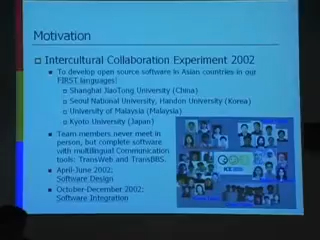 Motivation
Intercultural Collaboration Experiment 2002
To develop open source software in Asian countries in our
FIRST languages!
Shanghai JiaoTong University (China)
Seoul National University, Handon University (Korea)
University of Malaysia (Malaysia)
Kyoto University (Japan)
Team members never meet in
person, but complete software
with multilingual Communication
tools: TransWeb and TransBBS.
April-June 2002:
Software Design
October-December 2002:
Software Integration